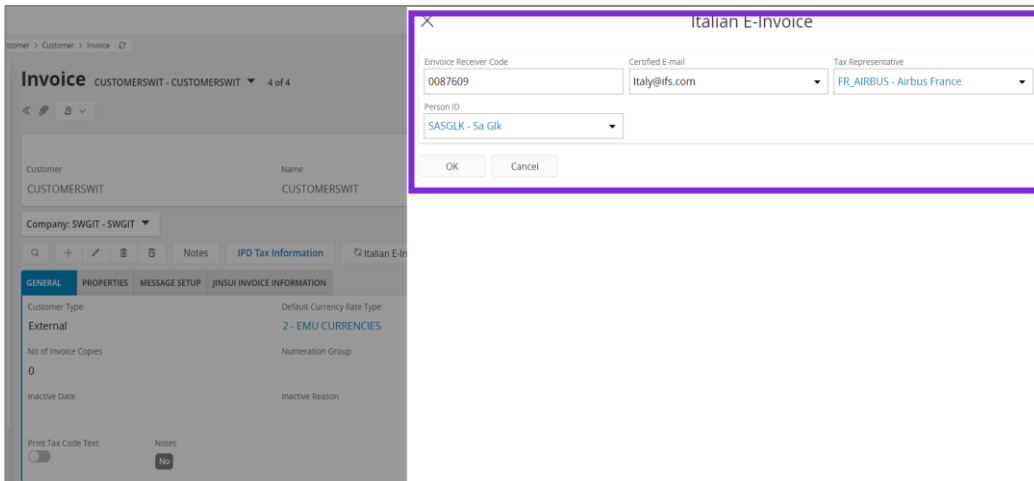 Italian E-Invoice
stomer > Customer > Invoice
Invoice CUSTOMERSWIT - CUSTOMERSWIT 4 of 4
Customer Name
CUSTOMERSWIT CUSTOMERSWIT
Company: SWGIT - SWGIT
Notes IPD Tax Information Italian E-In
GENERAL PROPERTIES MESSAGE SETUP JINSUI INVOICE INFORMATION
Customer Type Default Currency Rate Type
External 2 - EMU CURRENCIES
No of Invoice Copies Numeration Group
0
Inactive Date Inactive Reason
Print Tax Code Text Notes
No
Einvoice Receiver Code Certified E-mail Tax Representative
0087609 Italy@ifs.com FR_AIRBUS - Airbus France
Person ID
SASGLK - Sa Glk
OK Cancel